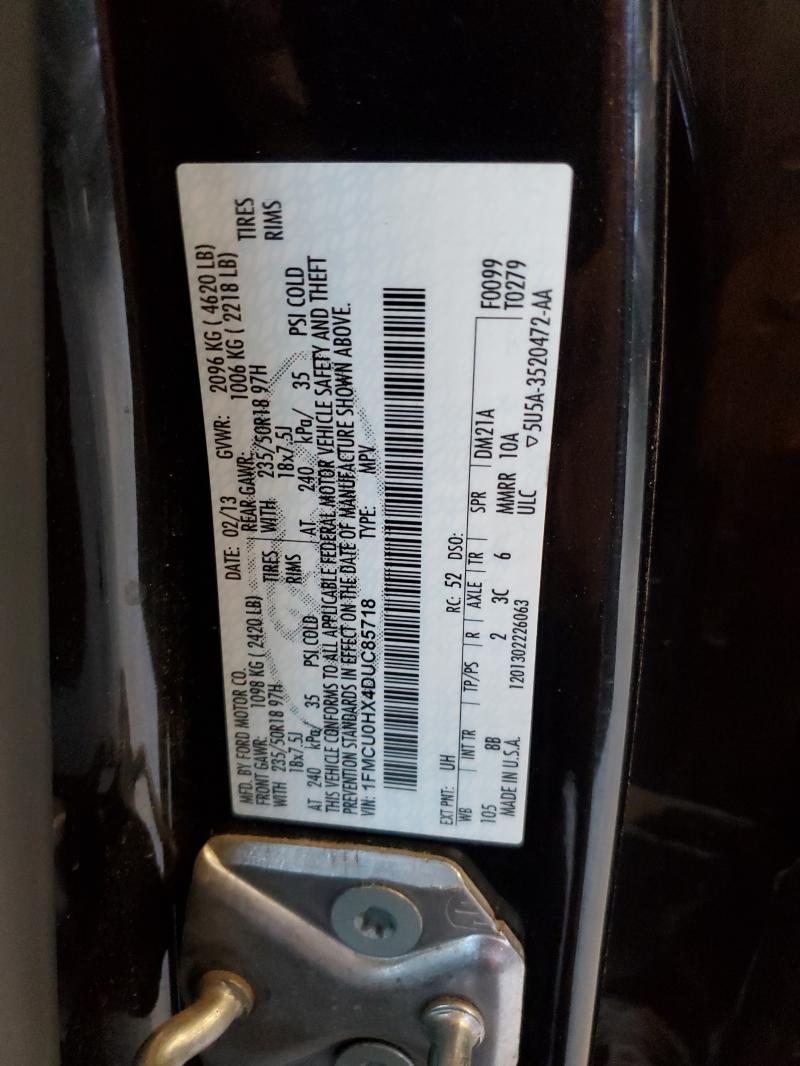 MFD. BY FORD MOTOR CO.
DATE: 02/13 GVWR: 2096 KG ( 4620 LB)
FRONT GAWR: 1098 KG ( 2420 LB) REAR GAWR: 1006 KG ( 2218 LB)
WITH 235/50R18 97H TIRES WITH 235/50R18 97H TIRES
18x7.5J RIMS 18x7.5J RIMS
AT 240 kPa/ 35 PSI COLD AT 240 kPa/ 35 PSI COLD
THIS VEHICLE CONFORMS TO ALL APPLICABLE FEDERAL MOTOR VEHICLE SAFETY AND THEFT
PREVENTION STANDARDS IN EFFECT ON THE DATE OF MANUFACTURE SHOWN ABOVE.
VIN: 1FMCU0HX4DUC85718 TYPE: MPV
EXT PNT: UH RC: 52 DSO: F0099
WB INT TR TP/PS R AXLE TR SPR DM21A T0279
105 8B 2 3C 6 MMRR 10A
MADE IN U.S.A. 1201302226063 ULC ▽5U5A-3520472-AA